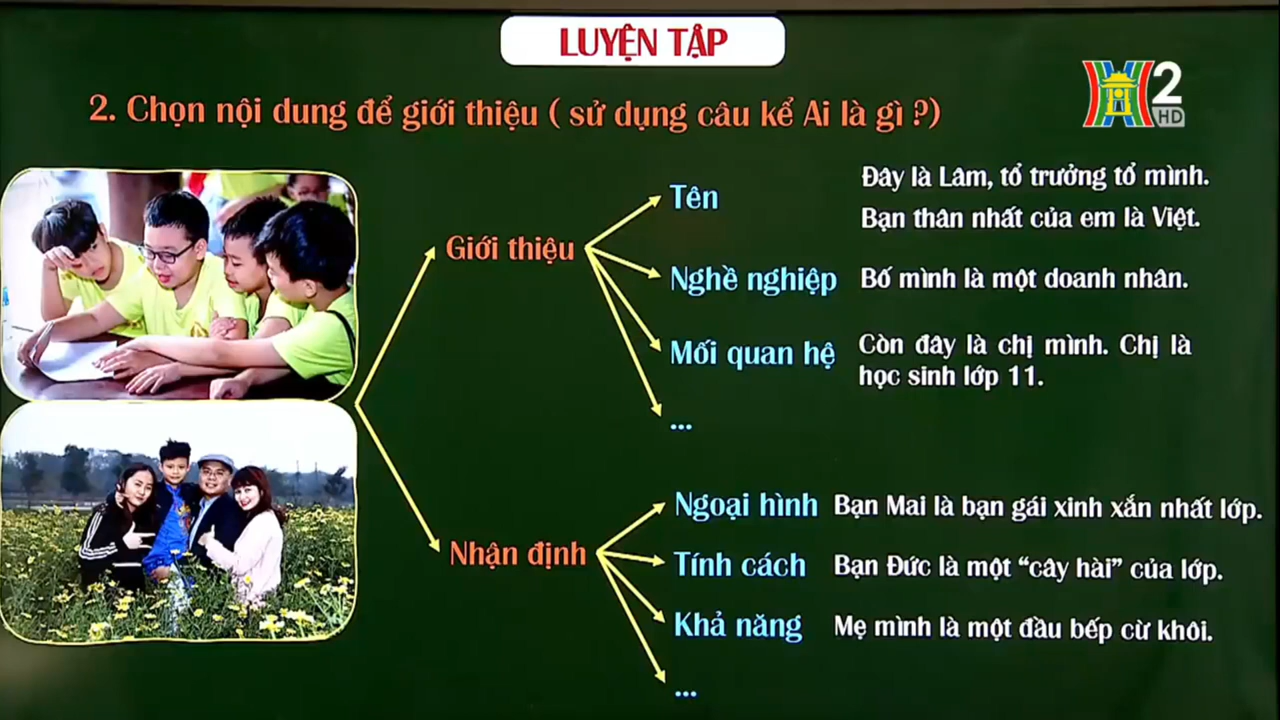 LUYỆN TẬP
2. Chọn nội dung để giới thiệu ( sử dụng câu kể Ai là gì ?)
2
HD
Giới thiệu
Tên
Đây là Lâm, tổ trưởng tổ mình.
Bạn thân nhất của em là Việt.
Nghề nghiệp
Bố mình là một doanh nhân.
Mối quan hệ
Còn đây là chị mình. Chị là
học sinh lớp 11.
...
Nhận định
Ngoại hình
Bạn Mai là bạn gái xinh xắn nhất lớp.
Tính cách
Bạn Đức là một “cây hài” của lớp.
Khả năng
Mẹ mình là một đầu bếp cừ khôi.
...